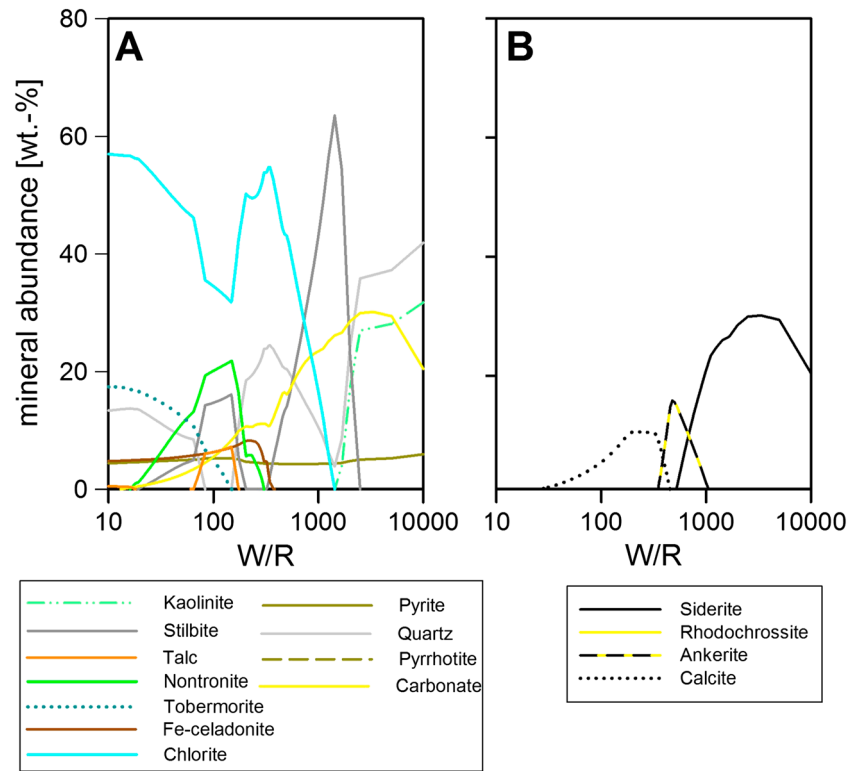 A
B
mineral abundance [wt.-%]
80
60
40
20
0
10
100
1000
10000
W/R
10
100
1000
10000
W/R
Kaolinite
Stilbite
Talc
Nontronite
Tobermorite
Fe-celadonite
Chlorite
Pyrite
Quartz
Pyrrhotite
Carbonate
Siderite
Rhodochrossite
Ankerite
Calcite